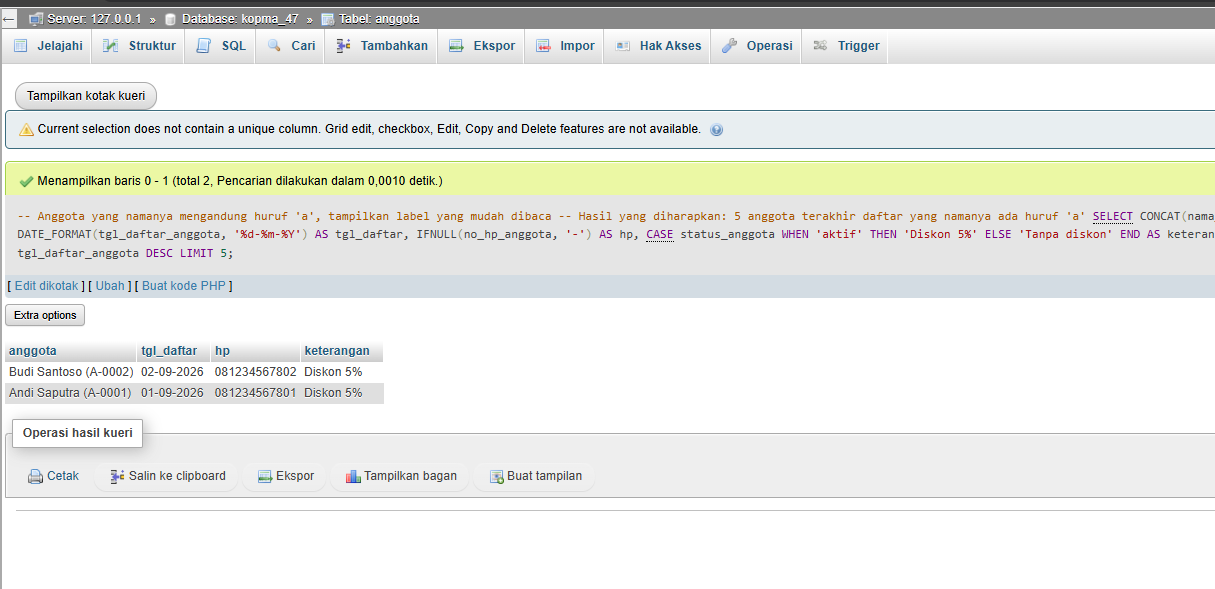 ← Server: 127.0.0.1 » Database: kopma_47 » Tabel: anggota
Jelajahi Struktur SQL Cari Tambahkan Ekspor Impor Hak Akses Operasi Trigger
Tampilkan kotak kueri
Current selection does not contain a unique column. Grid edit, checkbox, Edit, Copy and Delete features are not available.
Menampilkan baris 0 - 1 (total 2, Pencarian dilakukan dalam 0,0010 detik.)
-- Anggota yang namanya mengandung huruf 'a', tampilkan label yang mudah dibaca -- Hasil yang diharapkan: 5 anggota terakhir daftar yang namanya ada huruf 'a' SELECT CONCAT(nama_
DATE_FORMAT(tgl_daftar_anggota, '%d-%m-%Y') AS tgl_daftar, IFNULL(no_hp_anggota, '-') AS hp, CASE status_anggota WHEN 'aktif' THEN 'Diskon 5%' ELSE 'Tanpa diskon' END AS keteran
tgl_daftar_anggota DESC LIMIT 5;
[ Edit dikotak ] [ Ubah ] [ Buat kode PHP ]
Extra options
anggota tgl_daftar hp keterangan
Budi Santoso (A-0002) 02-09-2026 081234567802 Diskon 5%
Andi Saputra (A-0001) 01-09-2026 081234567801 Diskon 5%
Operasi hasil kueri
Cetak Salin ke clipboard Ekspor Tampilkan bagan Buat tampilan